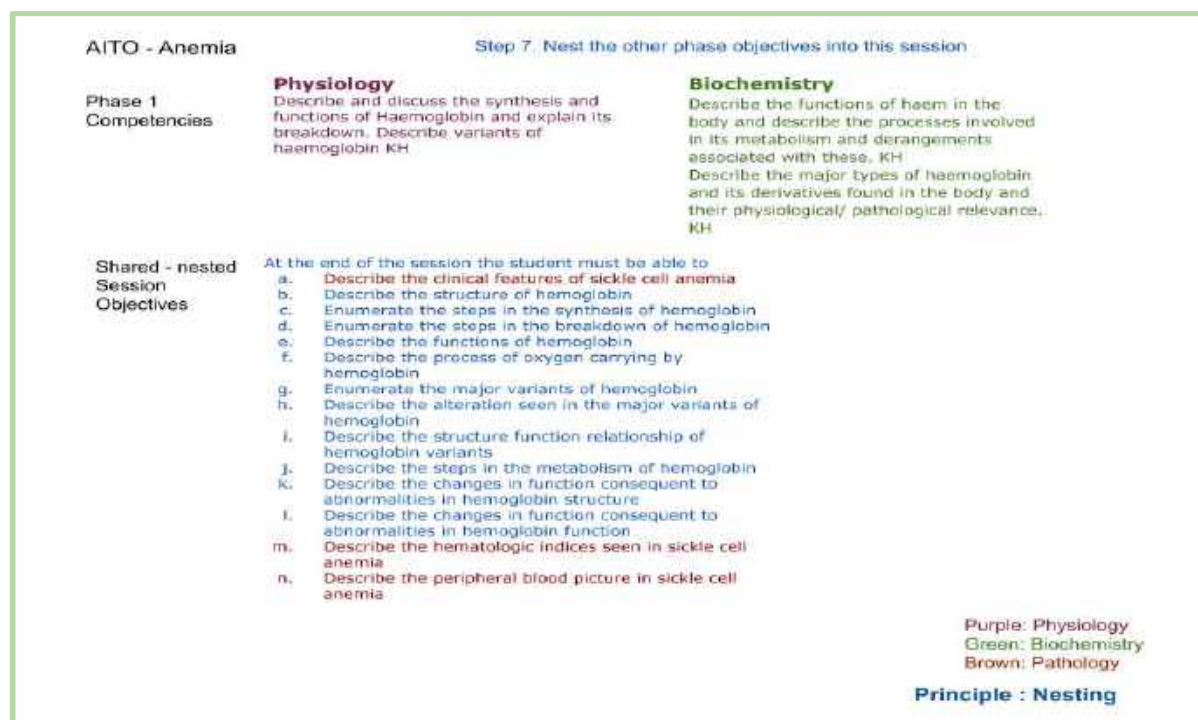 AITO - Anemia
Step 7. Nest the other phase objectives into this session
Phase 1
Competencies
Physiology
Describe and discuss the synthesis and
functions of Haemoglobin and explain its
breakdown. Describe variants of
haemoglobin KH
Biochemistry
Describe the functions of haem in the
body and describe the processes involved
in its metabolism and derangements
associated with these. KH
Describe the major types of haemoglobin
and its derivatives found in the body and
their physiological/ pathological relevance.
KH
Shared - nested
Session
Objectives
At the end of the session the student must be able to
a. Describe the clinical features of sickle cell anemia
b. Describe the structure of hemoglobin
c. Enumerate the steps in the synthesis of hemoglobin
d. Enumerate the steps in the breakdown of hemoglobin
e. Describe the functions of hemoglobin
f. Describe the process of oxygen carrying by
hemoglobin
g. Enumerate the major variants of hemoglobin
h. Describe the alteration seen in the major variants of
hemoglobin
i. Describe the structure function relationship of
hemoglobin variants
j. Describe the steps in the metabolism of hemoglobin
k. Describe the changes in function consequent to
abnormalities in hemoglobin structure
l. Describe the changes in function consequent to
abnormalities in hemoglobin function
m. Describe the hematologic indices seen in sickle cell
anemia
n. Describe the peripheral blood picture in sickle cell
anemia
Purple: Physiology
Green: Biochemistry
Brown: Pathology
Principle : Nesting